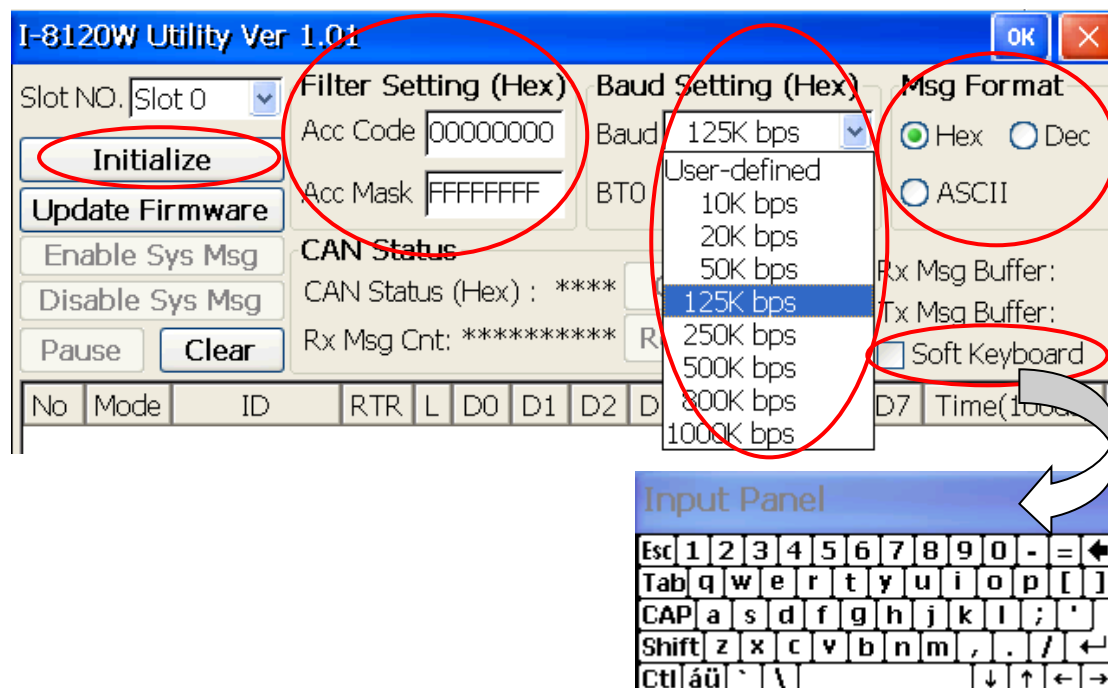 I-8120W Utility Ver 1.01 OK
Slot NO. Slot 0
Filter Setting (Hex)
Baud Setting (Hex)
Msg Format
Acc Code 00000000
Baud 125K bps
Hex Dec
Initialize
User-defined
Acc Mask FFFFFFFF
BT0
10K bps
ASCII
Update Firmware
20K bps
Enable Sys Msg
CAN Status
50K bps
Rx Msg Buffer:
CAN Status (Hex) : ****
125K bps
Disable Sys Msg
Tx Msg Buffer:
Rx Msg Cnt: **********
250K bps
Pause Clear
Soft Keyboard
500K bps
No Mode ID RTR L D0 D1 D2
800K bps
D7
1000K bps
Input Panel
Esc 1 2 3 4 5 6 7 8 9 0 - =
Tab q w e r t y u i o p [ ]
CAP a s d f g h j k l ; '
Shift z x c v b n m , . / ↵
Ctl áü ` \ ↓ ↑ ← →